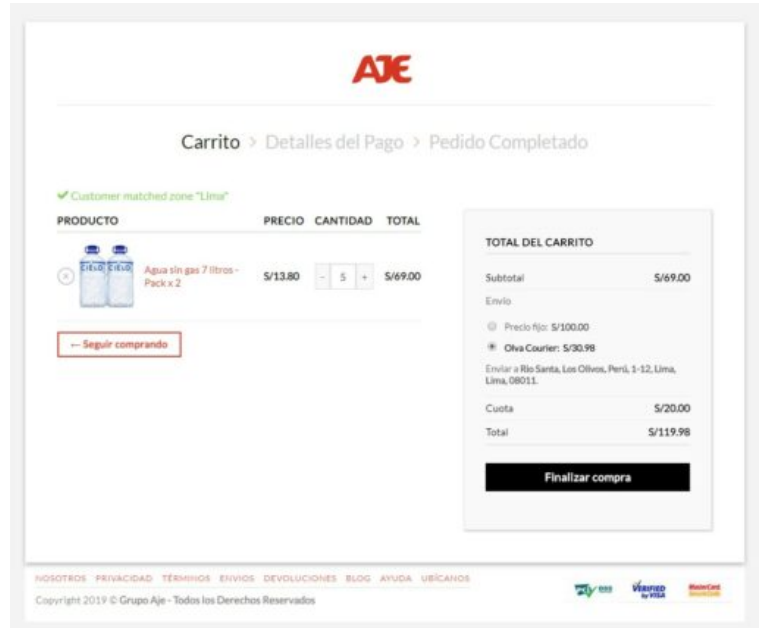 AJE
Carrito > Detalles del Pago > Pedido Completado
Customer matched zone "Lima"
PRODUCTO PRECIO CANTIDAD TOTAL
CIELO CIELO
Agua sin gas 7 litros -
Pack x 2
S/13.80 - 5 + S/69.00
← Seguir comprando
TOTAL DEL CARRITO
Subtotal S/69.00
Envío
Precio fijo: S/100.00
Olva Courier: S/30.98
Enviar a Rio Santa, Los Olivos, Perú, 1-12, Lima,
Lima, 08011.
Cuota S/20.00
Total S/119.98
Finalizar compra
NOSOTROS PRIVACIDAD TÉRMINOS ENVIOS DEVOLUCIONES BLOG AYUDA UBÍCANOS
Copyright 2019 © Grupo Aje - Todos los Derechos Reservados
VERIFIED
by VISA
MasterCard